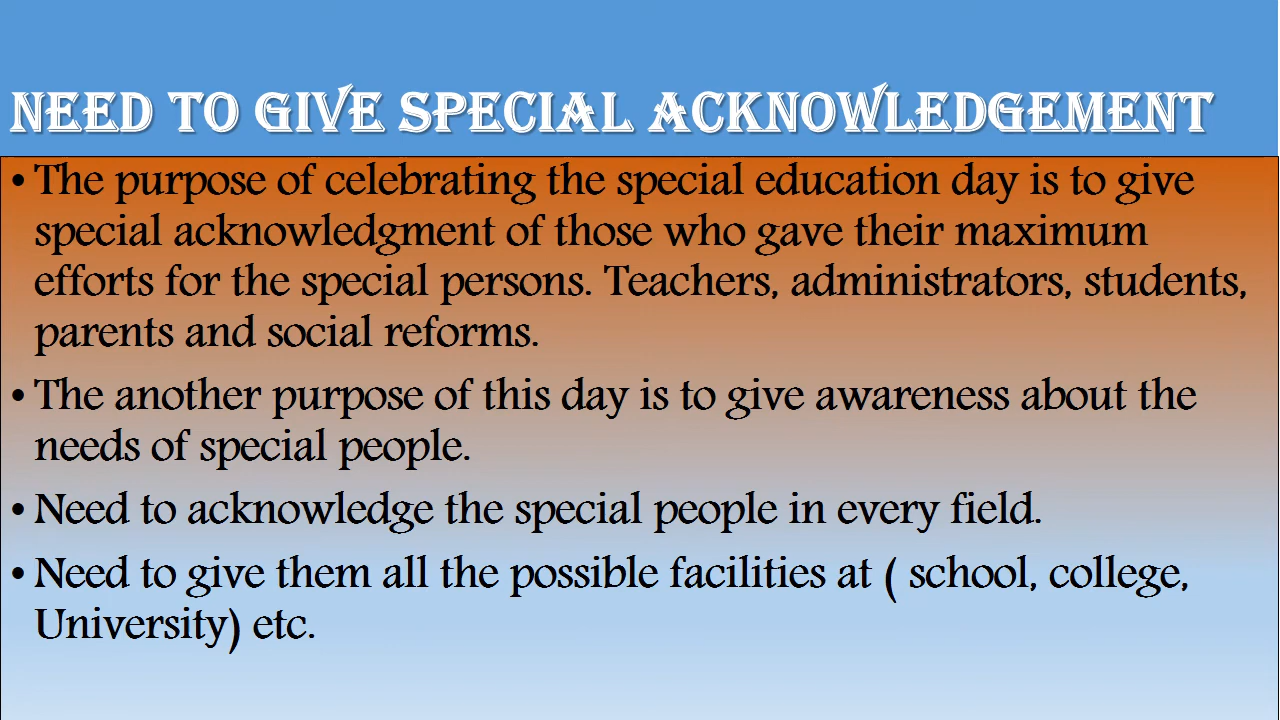 NEED TO GIVE SPECIAL ACKNOWLEDGEMENT
• The purpose of celebrating the special education day is to give
special acknowledgment of those who gave their maximum
efforts for the special persons. Teachers, administrators, students,
parents and social reforms.
• The another purpose of this day is to give awareness about the
needs of special people.
• Need to acknowledge the special people in every field.
• Need to give them all the possible facilities at ( school, college,
University) etc.